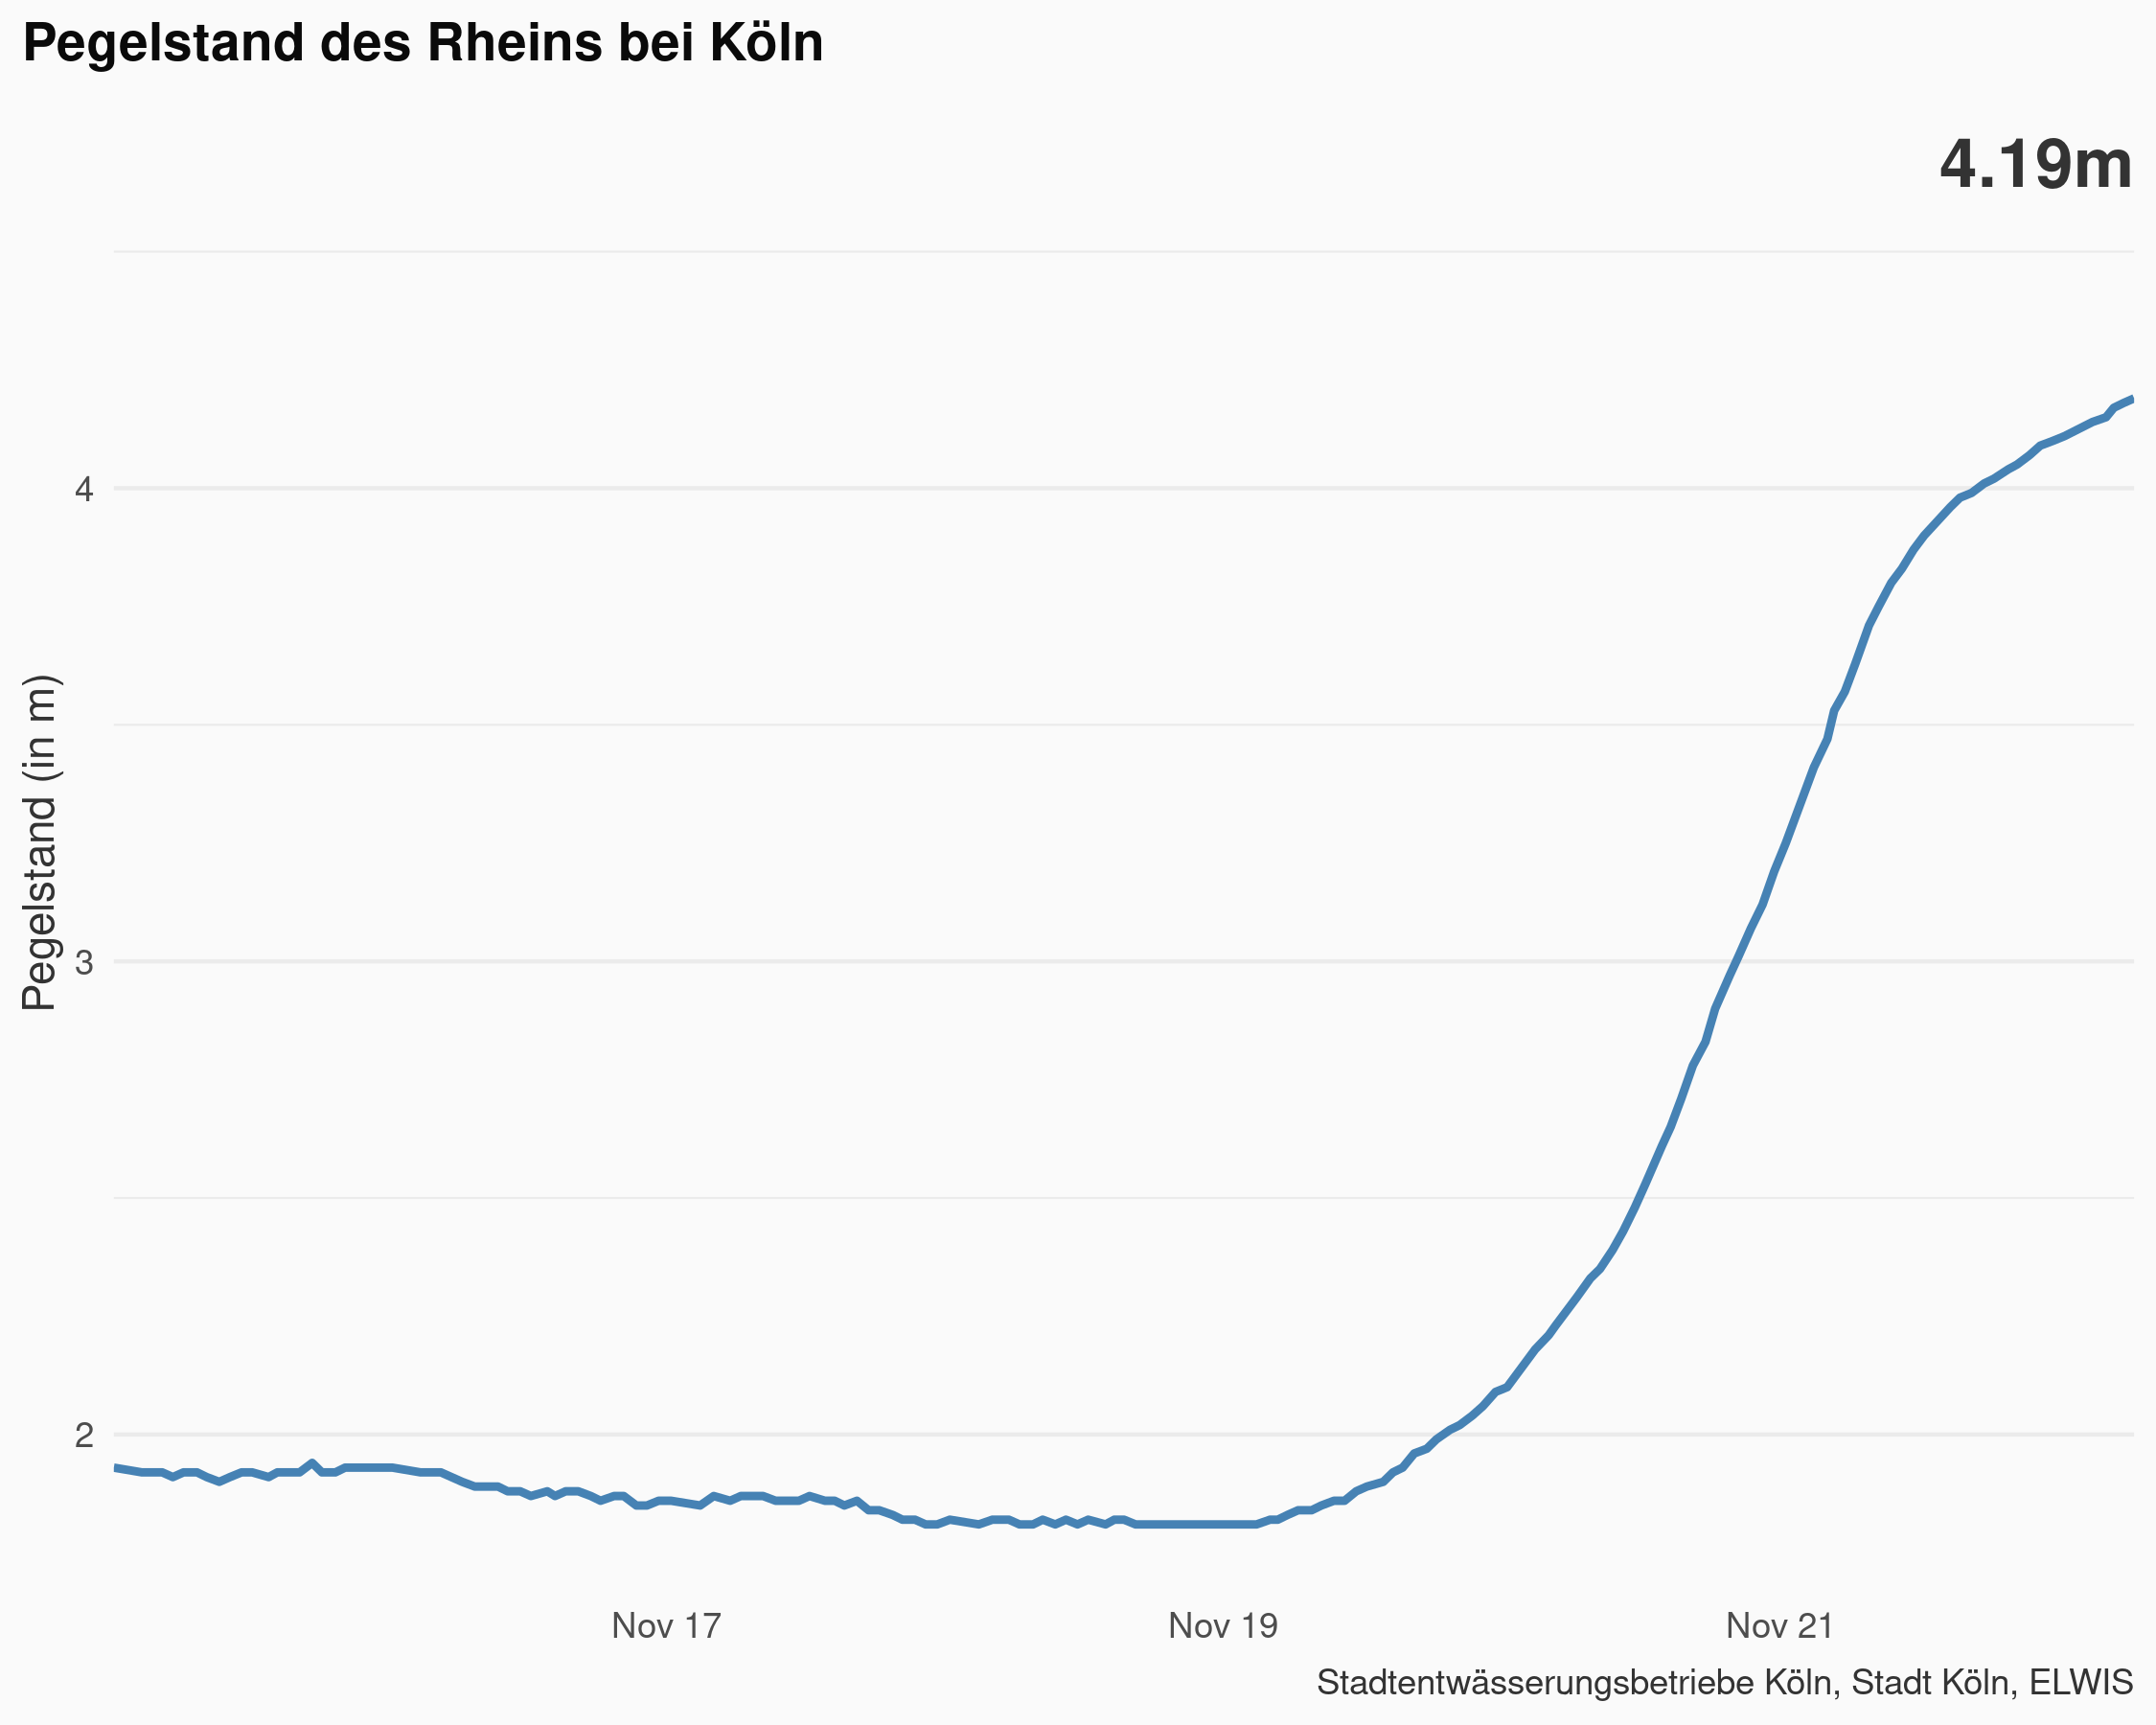 Pegelstand des Rheins bei Köln
4.19m
Pegelstand (in m)
4
3
2
Nov 17
Nov 19
Nov 21
Stadtentwässerungsbetriebe Köln, Stadt Köln, ELWIS